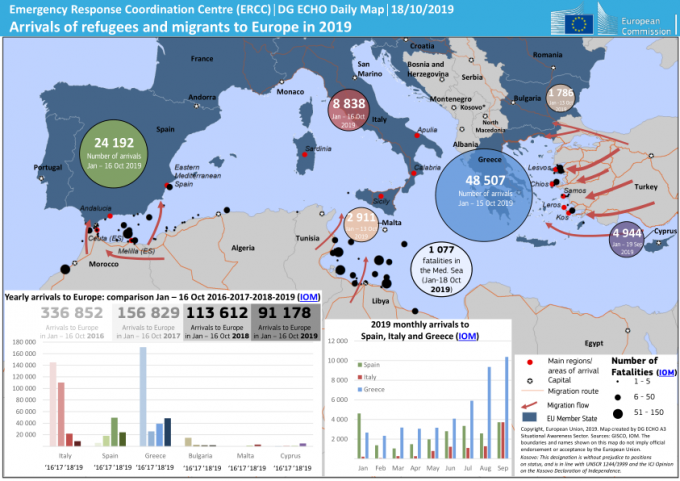 Emergency Response Coordination Centre (ERCC)|DG ECHO Daily Map|18/10/2019
Arrivals of refugees and migrants to Europe in 2019
European
Commission
France
Croatia
Romania
San
Marino
Bosnia and
Herzegovina
Serbia
Monaco
Andorra
Montenegro
Kosovo*
Bulgaria
1 786
2019
North
Macedonia
8 838
Jan – 16 Oct
2019
Italy
Albania
Apulia
Spain
24 192
Number of arrivals
Jan – 16 Oct 2019
Portugal
Eastern
Mediterranean
Spain
Sardinia
Calabria
Greece
48 507
Number of arrivals
Jan – 15 Oct 2019
Lesvos
Chios
Samos
Leros
Kos
Turkey
Andalucia
Ceuta (ES)
Melilla (ES)
Morocco
Algeria
Tunisia
Sicily
2 911
2019
Malta
Libya
1 077
fatalities in
the Med. Sea
(Jan-18 Oct
2019)
4 944
Jan – 19 Sep
2019
Cyprus
Egypt
Yearly arrivals to Europe: comparison Jan – 16 Oct 2016-2017-2018-2019 (IOM)
336 852
Arrivals to Europe
in Jan – 16 Oct 2016
156 829
Arrivals to Europe
in Jan – 16 Oct 2017
113 612
Arrivals to Europe
in Jan – 16 Oct 2018
91 178
Arrivals to Europe
in Jan – 16 Oct 2019
180 000
160 000
140 000
120 000
100 000
80 000
60 000
40 000
20 000
Italy
Spain
Greece
Bulgaria
Malta
Cyprus
'16'17'18'19
'16'17'18'19
'16'17'18'19
'16'17'18'19
'16'17'18'19
'16'17'18'19
2019 monthly arrivals to
Spain, Italy and Greece (IOM)
12 000
10 000
8 000
6 000
4 000
2 000
Spain
Italy
Greece
Jan
Feb
Mar
Apr
May
Jun
Jul
Aug
Sep
Main regions/
areas of arrival
Capital
Migration route
Migration flow
EU Member State
Number of
Fatalities (IOM)
1 - 5
6 - 50
51 - 150
Copyright, European Union, 2019. Map created by DG ECHO A3
Situational Awareness Sector. Sources: GISCO, IOM. The
boundaries and names shown on this map do not imply official
endorsement or acceptance by the European Union.
Kosovo: This designation is without prejudice to positions
on status, and is in line with UNSCR 1244/1999 and the ICJ Opinion
on the Kosovo Declaration of Independence.